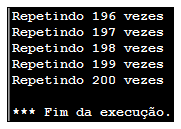 Repetindo 196 vezes
Repetindo 197 vezes
Repetindo 198 vezes
Repetindo 199 vezes
Repetindo 200 vezes
*** Fim da execução.